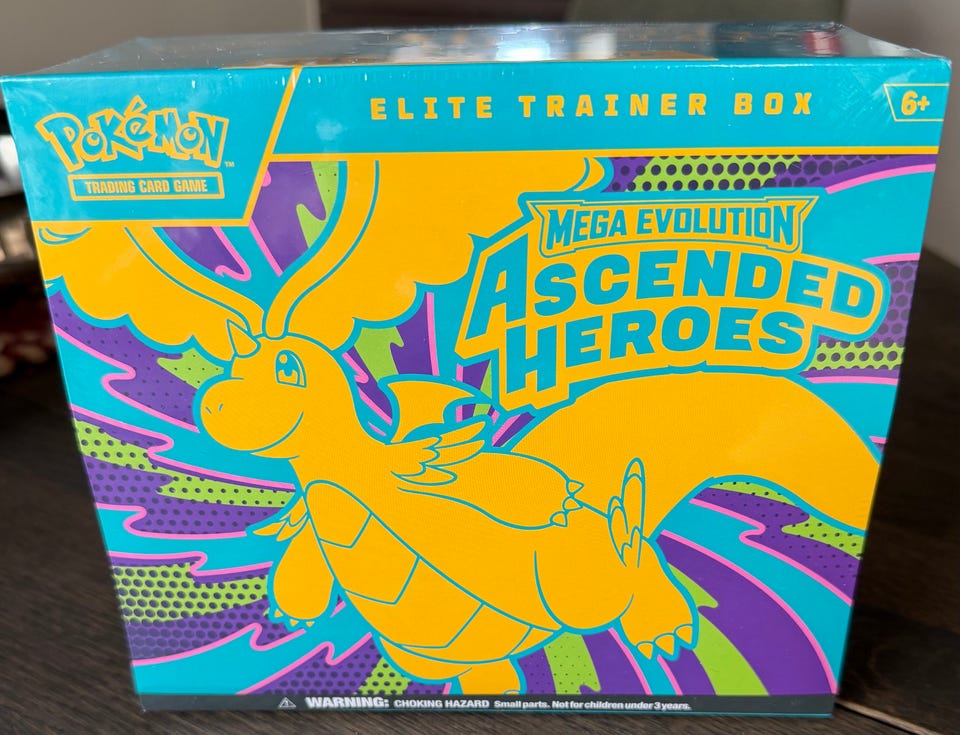 POKéMON™
TRADING CARD GAME
ELITE TRAINER BOX
6+
MEGA EVOLUTION
ASCENDED
HEROES
WARNING: CHOKING HAZARD Small parts. Not for children under 3 years.